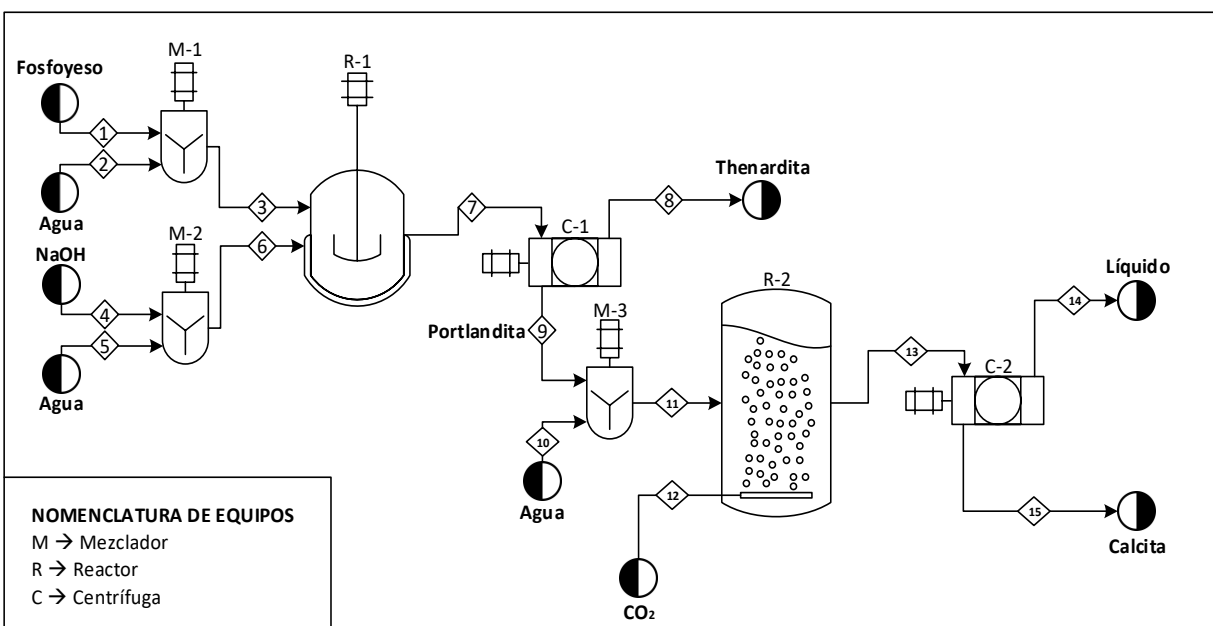 M-1
Fosfoyeso
R-1
1
2
Agua
3
Thenardita
8
7
C-1
M-2
NaOH
6
4
5
Agua
Portlandita
9
M-3
R-2
Líquido
14
13
C-2
11
10
Agua
12
CO₂
15
Calcita
NOMENCLATURA DE EQUIPOS
M → Mezclador
R → Reactor
C → Centrífuga